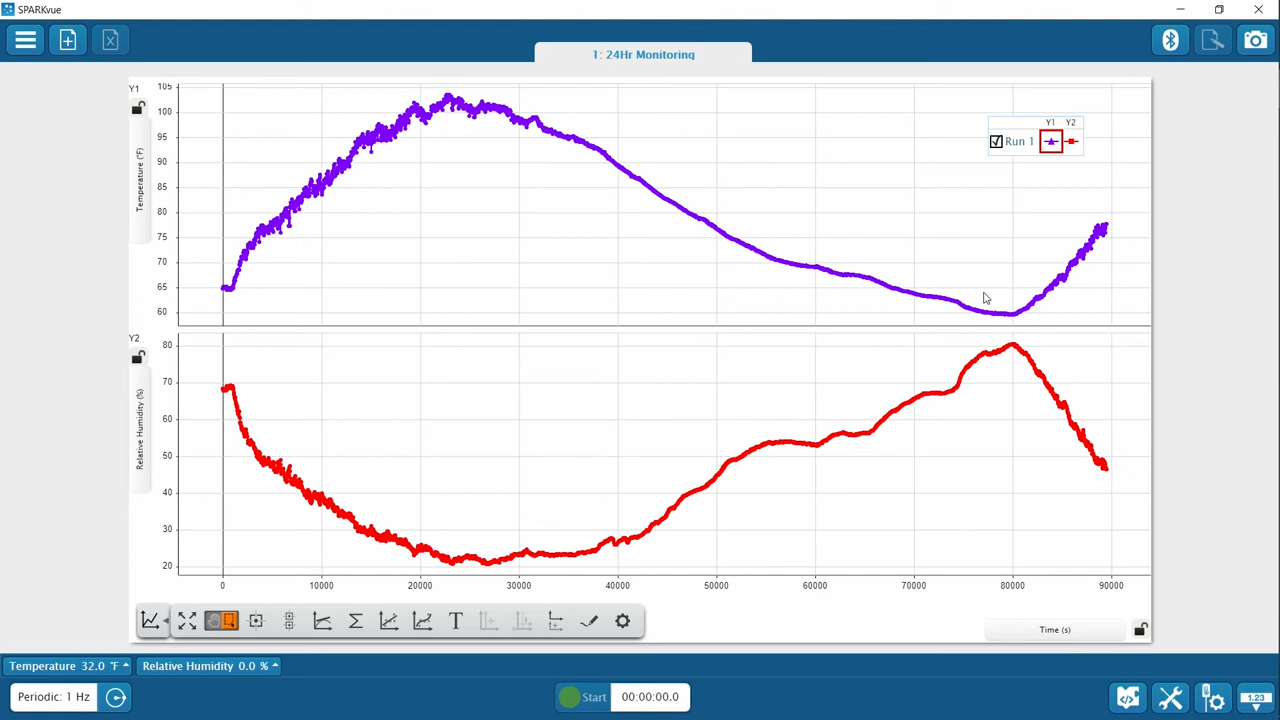 SPARKvue
1: 24Hr Monitoring
Y1
105
100
95
90
85
80
75
70
65
60
Temperature (°F)
Y1 Y2
Run 1
Y2
80
70
60
50
40
30
20
Relative Humidity (%)
0 10000 20000 30000 40000 50000 60000 70000 80000 90000
Time (s)
Temperature 32.0 °F
Relative Humidity 0.0 %
Periodic: 1 Hz
Start 00:00:00.0
1.23